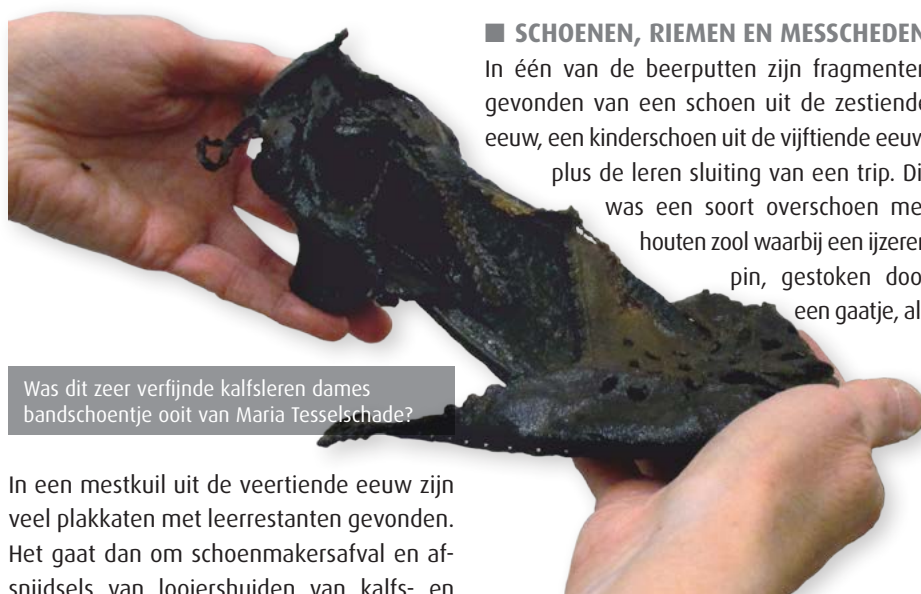 SCHOENEN, RIEMEN EN MESSCHEDEN
In één van de beerputten zijn fragmenten
gevonden van een schoen uit de zestiende
eeuw, een kinderschoen uit de vijftiende eeuw
plus de leren sluiting van een trip. Di
was een soort overschoen me
houten zool waarbij een ijzeren
pin, gestoken doo
een gaatje, al
Was dit zeer verfijnde kalfsleren dames
bandschoentje ooit van Maria Tesselschade?
In een mestkuil uit de veertiende eeuw zijn
veel plakkaten met leerrestanten gevonden.
Het gaat dan om schoenmakersafval en af-
snijdsels van looiershuiden van kalfs- en